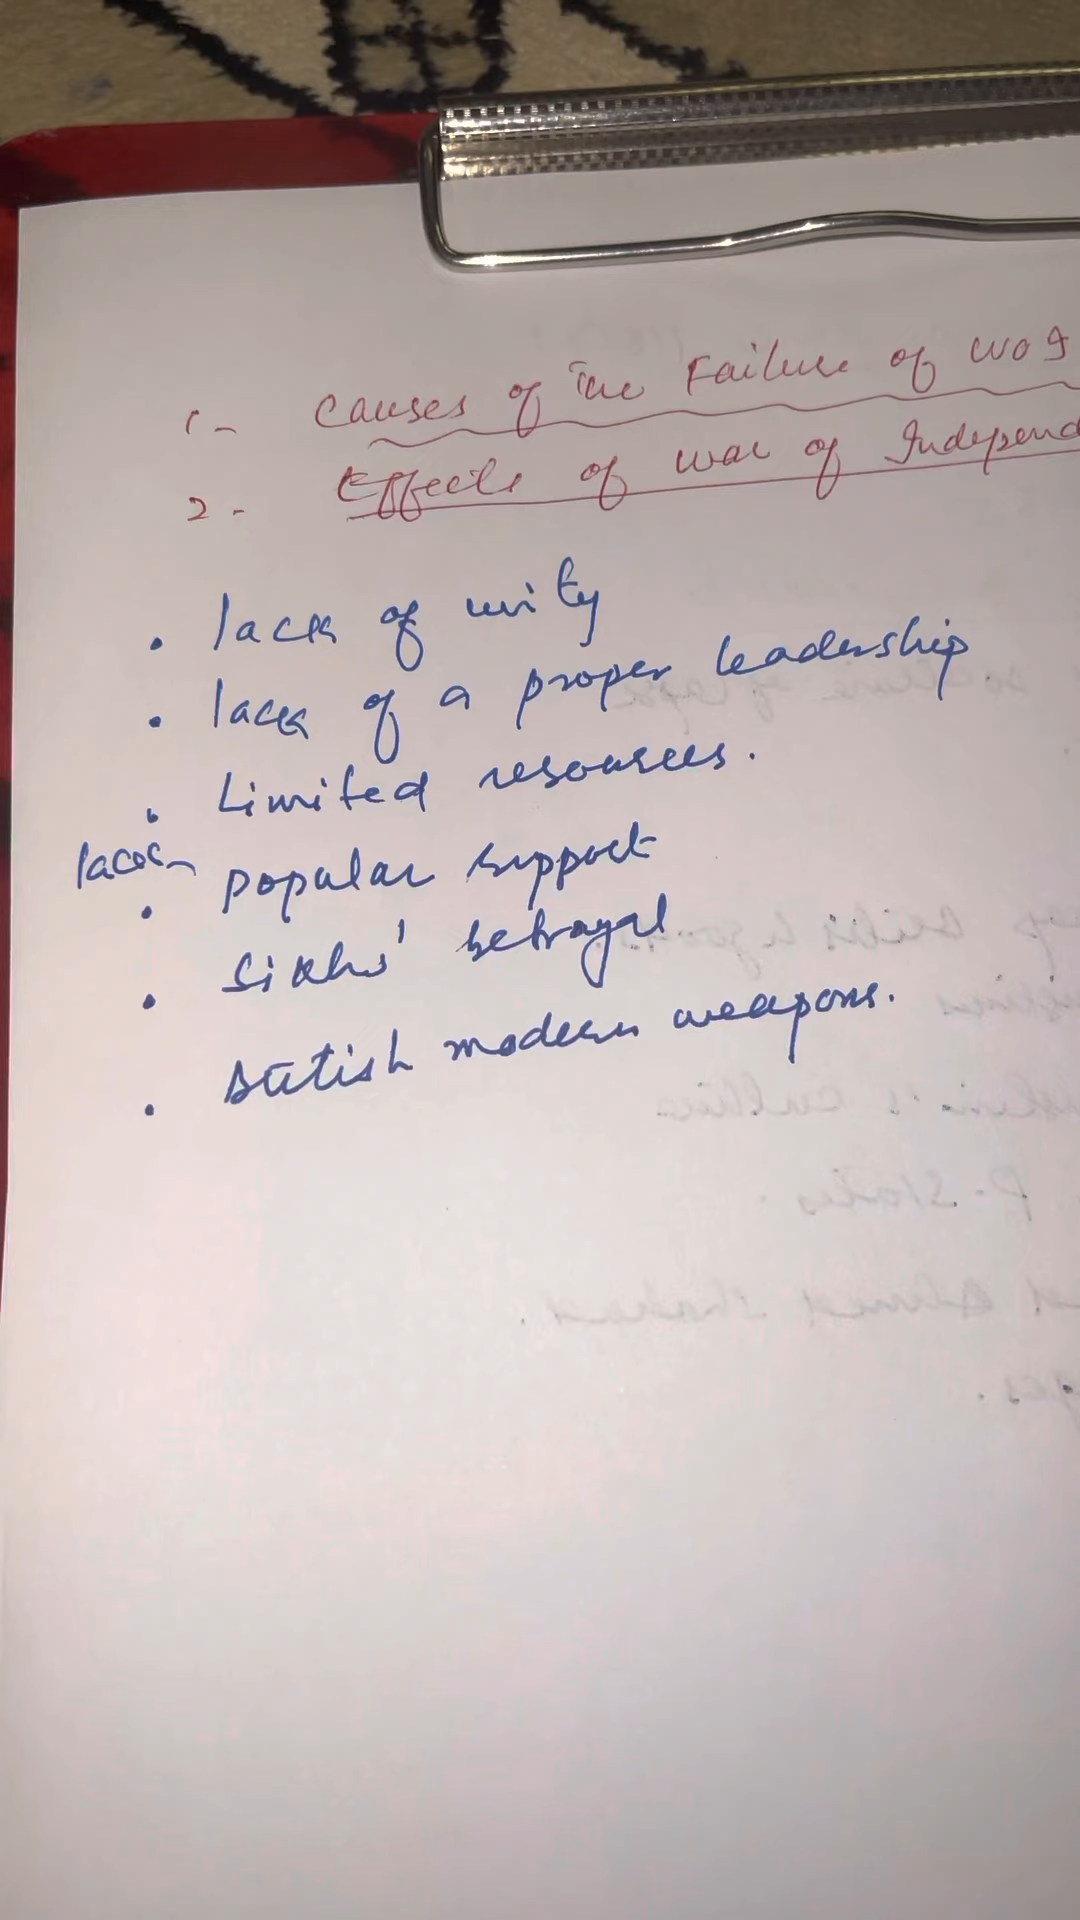 1- Causes of the Failure of WOI
2- Effects of War of Independ
• lack of unity
• lack of a proper leadership
• Limited resources.
lack
• popular support
• Sikhs' betrayal
• British modern weapons.
P. States